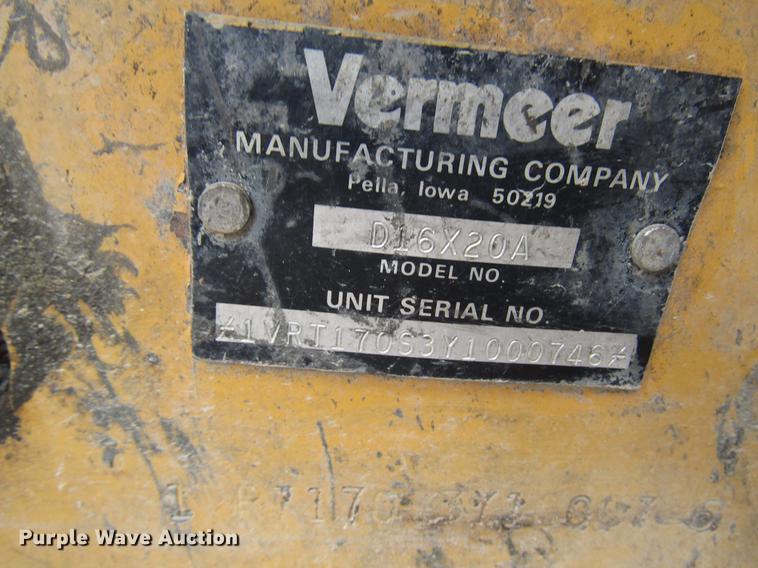 Vermeer
MANUFACTURING COMPANY
Pella, Iowa 50219
D16X20A
MODEL NO.
UNIT SERIAL NO.
*1VRT170S3Y1000746*
Purple Wave Auction®